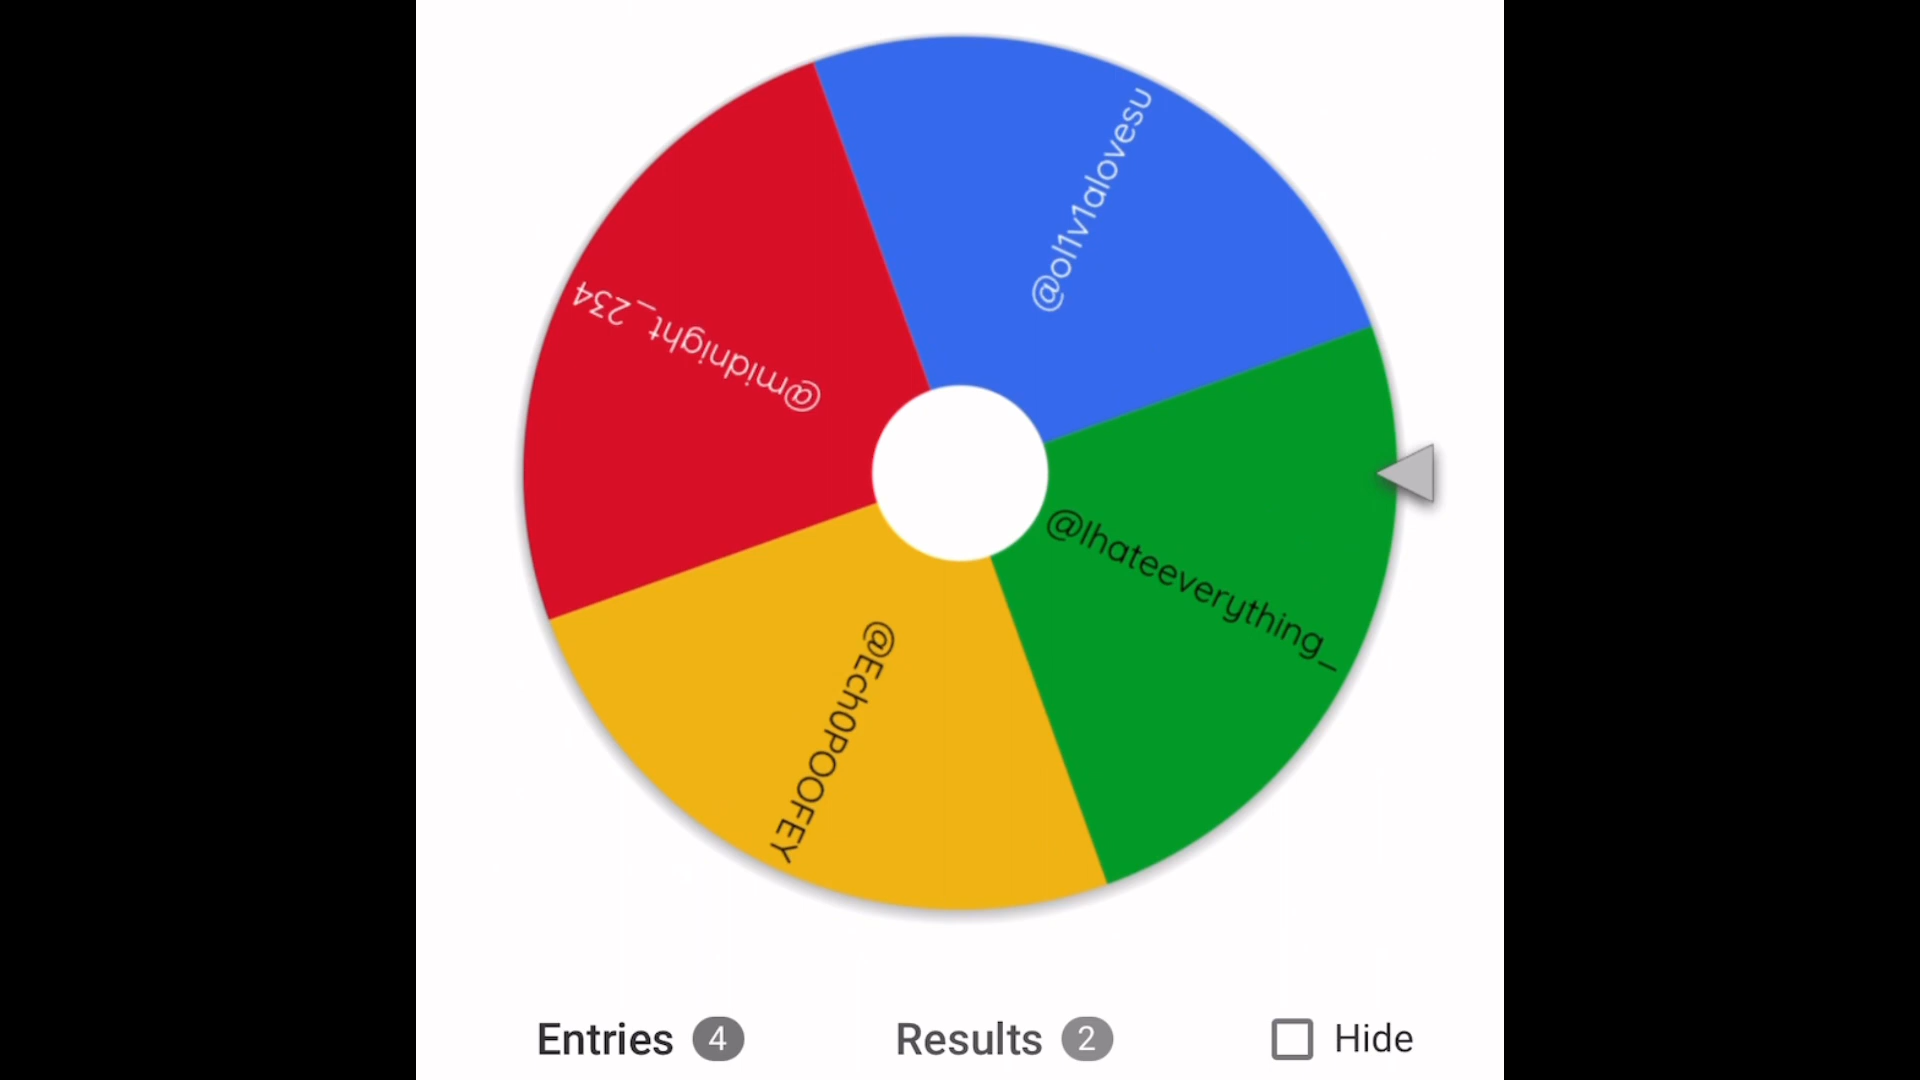 @ol1v1alovesu
@midnight_234
@Ihateeverything_
@Ech0POOFEY
Entries 4
Results 2
Hide